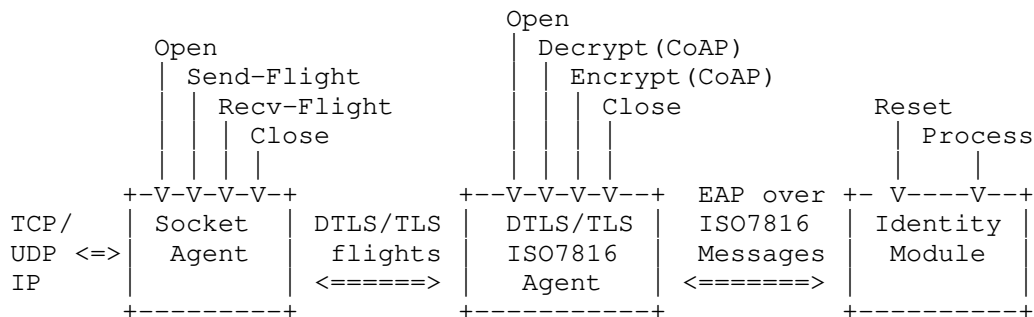 Open
Open Decrypt(CoAP)
Send-Flight Encrypt(CoAP)
Recv-Flight Close Reset
Close Process
+-V-V-V-V-+ +--V-V-V-V--+ EAP over +- V----V--+
TCP/ | Socket | DTLS/TLS | DTLS/TLS | ISO7816 | Identity |
UDP <=>| Agent | flights | ISO7816 | Messages | Module |
IP | | <======> | Agent | <=======> | |
+---------+ +-----------+ +----------+